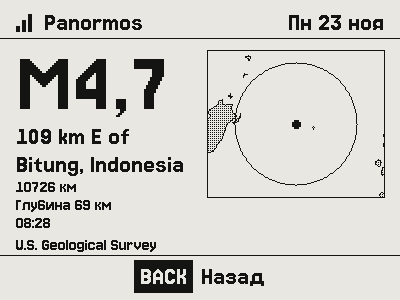 Panormos
Пн 23 ноя
M4,7
109 km E of
Bitung, Indonesia
10726 км
Глубина 69 км
08:28
U.S. Geological Survey
BACK Назад